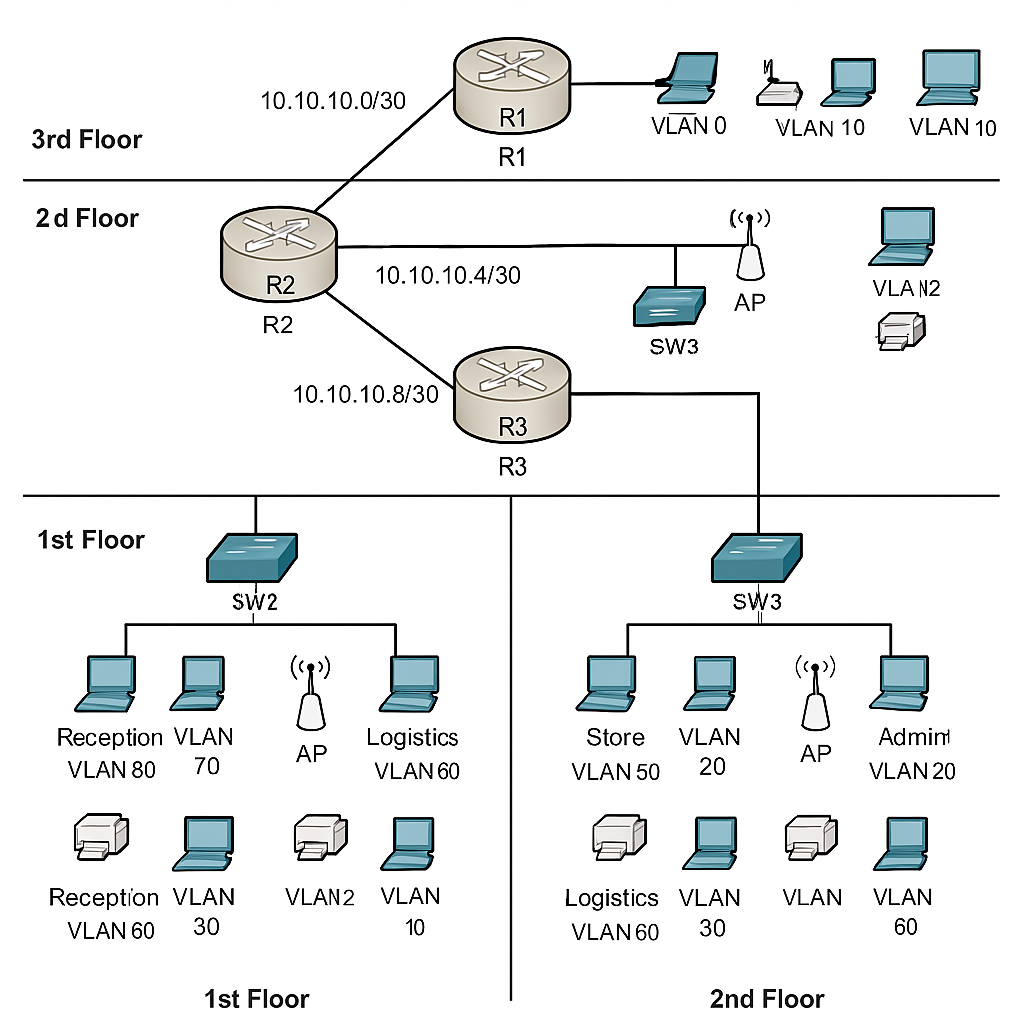 10.10.10.0/30
R1
R1
VLAN 0
VLAN 10
VLAN 10
3rd Floor
2d Floor
R2
R2
10.10.10.4/30
AP
SW3
VLAN2
10.10.10.8/30
R3
R3
1st Floor
SW2
SW3
Reception
VLAN 80
VLAN
70
AP
Logistics
VLAN 60
Store
VLAN 50
VLAN
20
AP
Admin
VLAN 20
Reception
VLAN 60
VLAN
30
VLAN2
VLAN
10
Logistics
VLAN 60
VLAN
30
VLAN
VLAN
60
1st Floor
2nd Floor